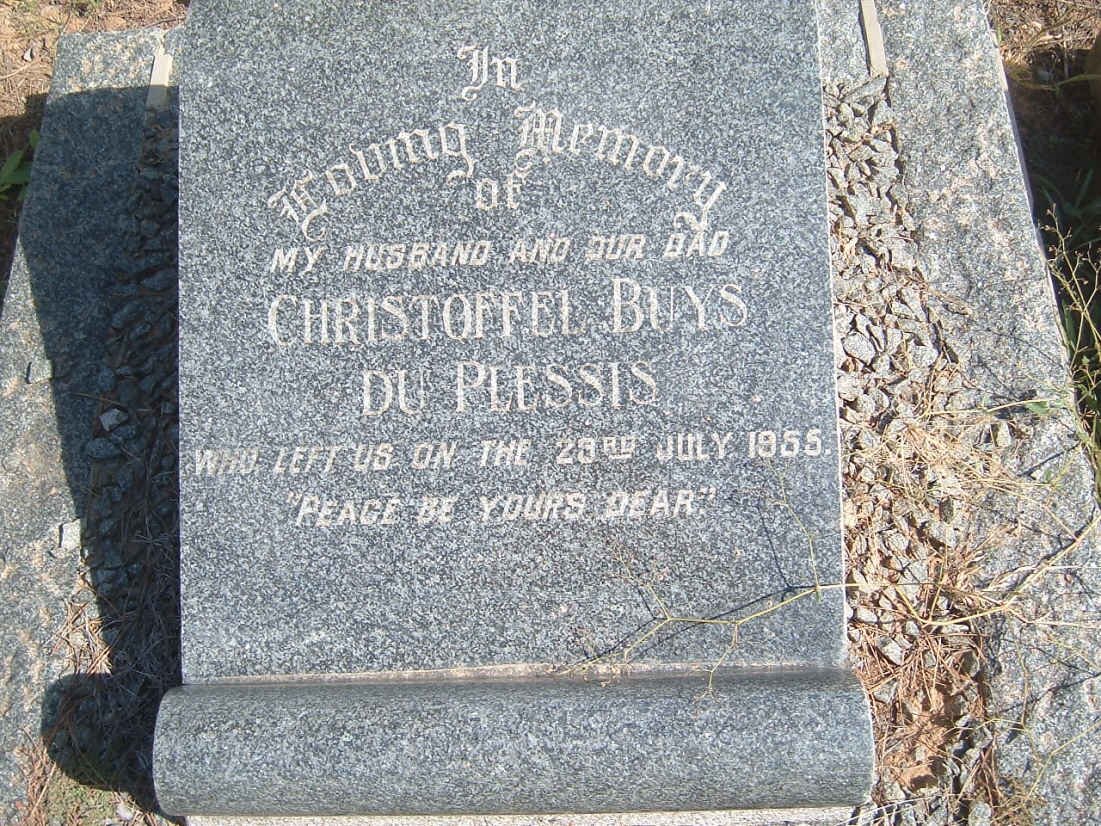 In
Loving Memory
of
MY HUSBAND AND OUR DAD
CHRISTOFFEL BUYS
DU PLESSIS
WHO LEFT US ON THE 23RD JULY 1955.
"PEACE BE YOURS DEAR."